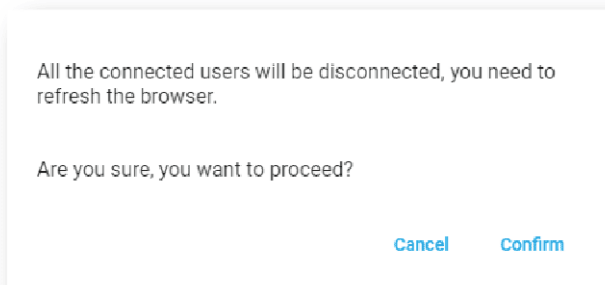 All the connected users will be disconnected, you need to
refresh the browser.
Are you sure, you want to proceed?
Cancel Confirm